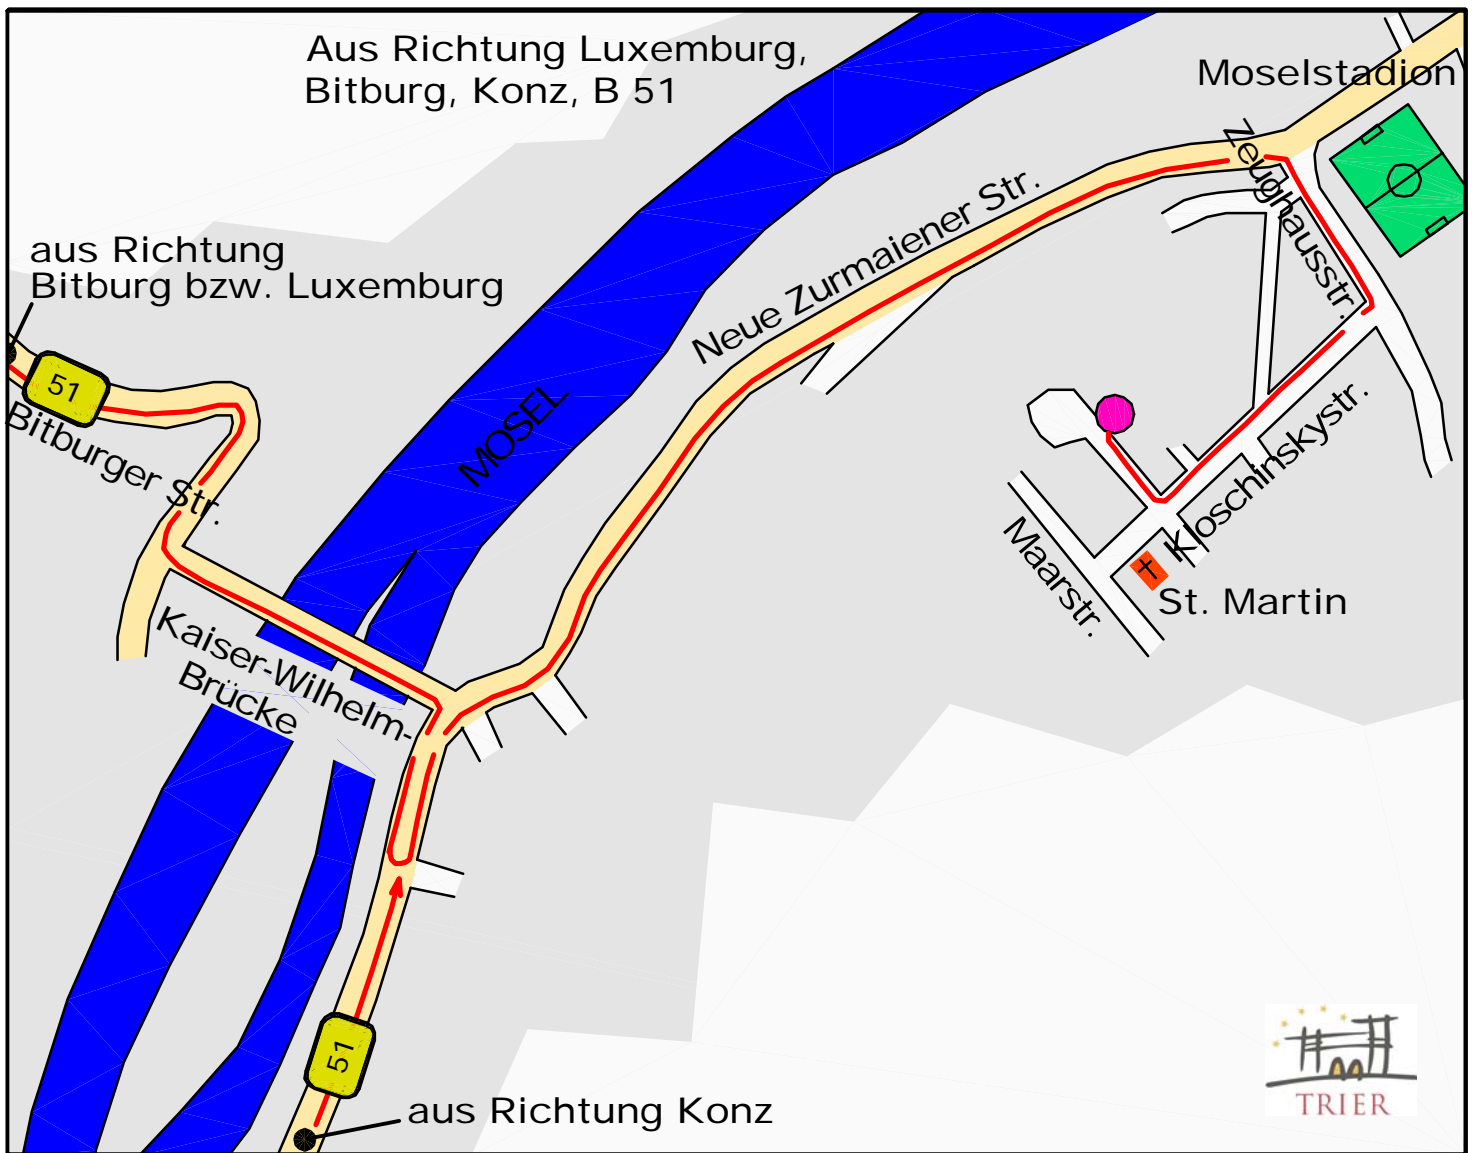 Aus Richtung Luxemburg,
Bitburg, Konz, B 51
Moselstadion
Zeughausstr.
Neue Zurmaiener Str.
aus Richtung
Bitburg bzw. Luxemburg
51
Bitburger Str.
MOSEL
Kloschinskystr.
Maarstr.
St. Martin
Kaiser-Wilhelm-
Brücke
51
aus Richtung Konz
TRIER